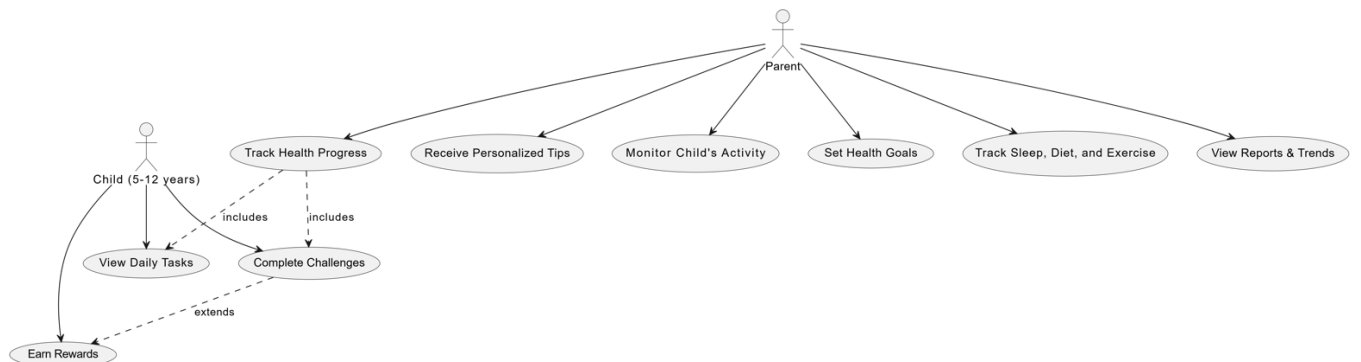 Parent
Track Health Progress
Receive Personalized Tips
Monitor Child's Activity
Set Health Goals
Track Sleep, Diet, and Exercise
View Reports & Trends
Child (5-12 years)
includes
includes
View Daily Tasks
Complete Challenges
extends
Earn Rewards